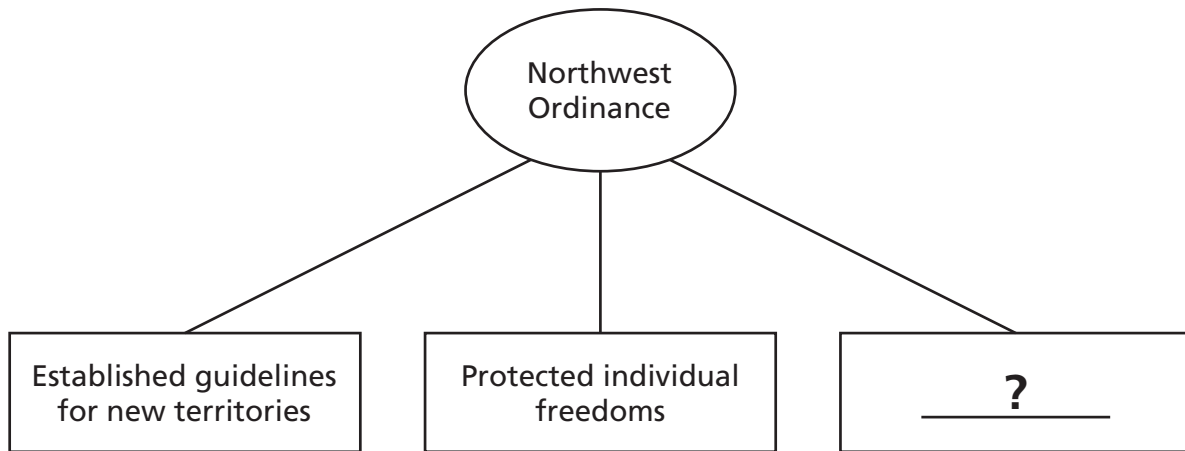 Northwest
Ordinance
Established guidelines
for new territories
Protected individual
freedoms
?